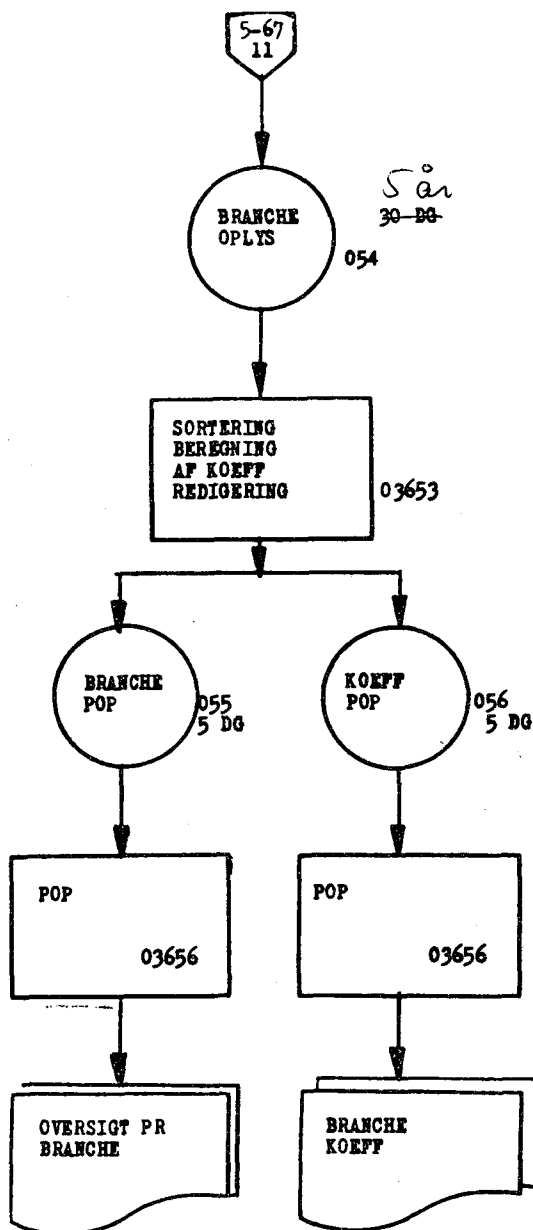 5-67
11
BRANCHE
OPLYS
5 år
30 DG
054
SORTERING
BEREGNING
AF KOEFF
REDIGERING
03653
BRANCHE
POP
055
5 DG
KOEFF
POP
056
5 DG
POP
03656
POP
03656
OVERSIGT PR
BRANCHE
BRANCHE
KOEFF